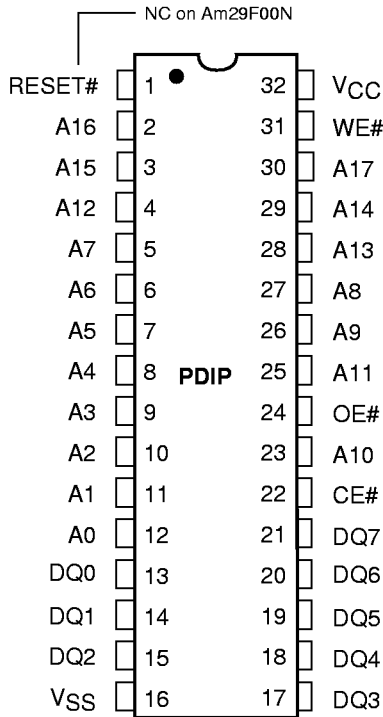 NC on Am29F00N
RESET# 1 32 VCC
A16 2 31 WE#
A15 3 30 A17
A12 4 29 A14
A7 5 28 A13
A6 6 27 A8
A5 7 26 A9
A4 8 PDIP 25 A11
A3 9 24 OE#
A2 10 23 A10
A1 11 22 CE#
A0 12 21 DQ7
DQ0 13 20 DQ6
DQ1 14 19 DQ5
DQ2 15 18 DQ4
VSS 16 17 DQ3